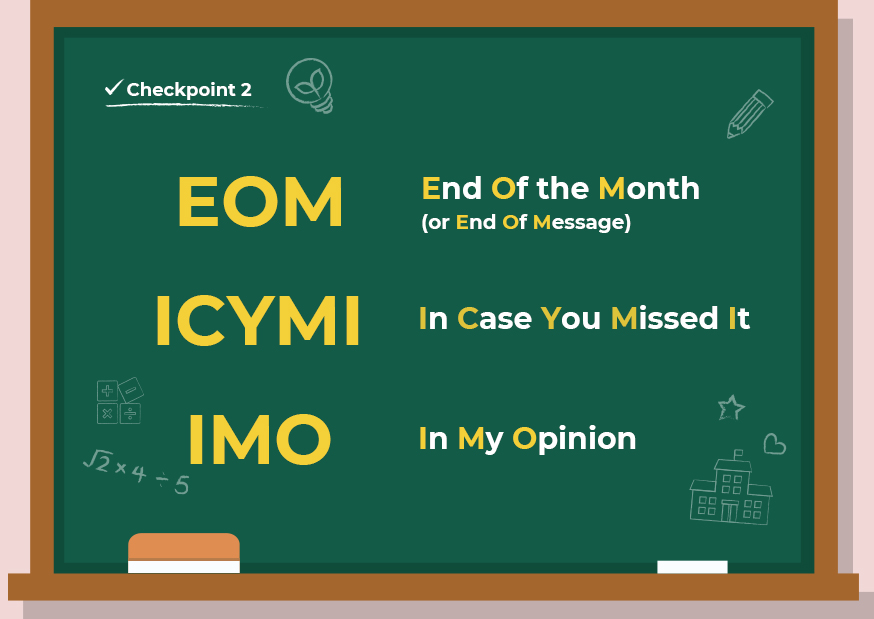 Checkpoint 2
EOM
End Of the Month
(or End Of Message)
ICYMI
In Case You Missed It
IMO
In My Opinion
+ −
× ÷
√2 × 4 ÷ 5